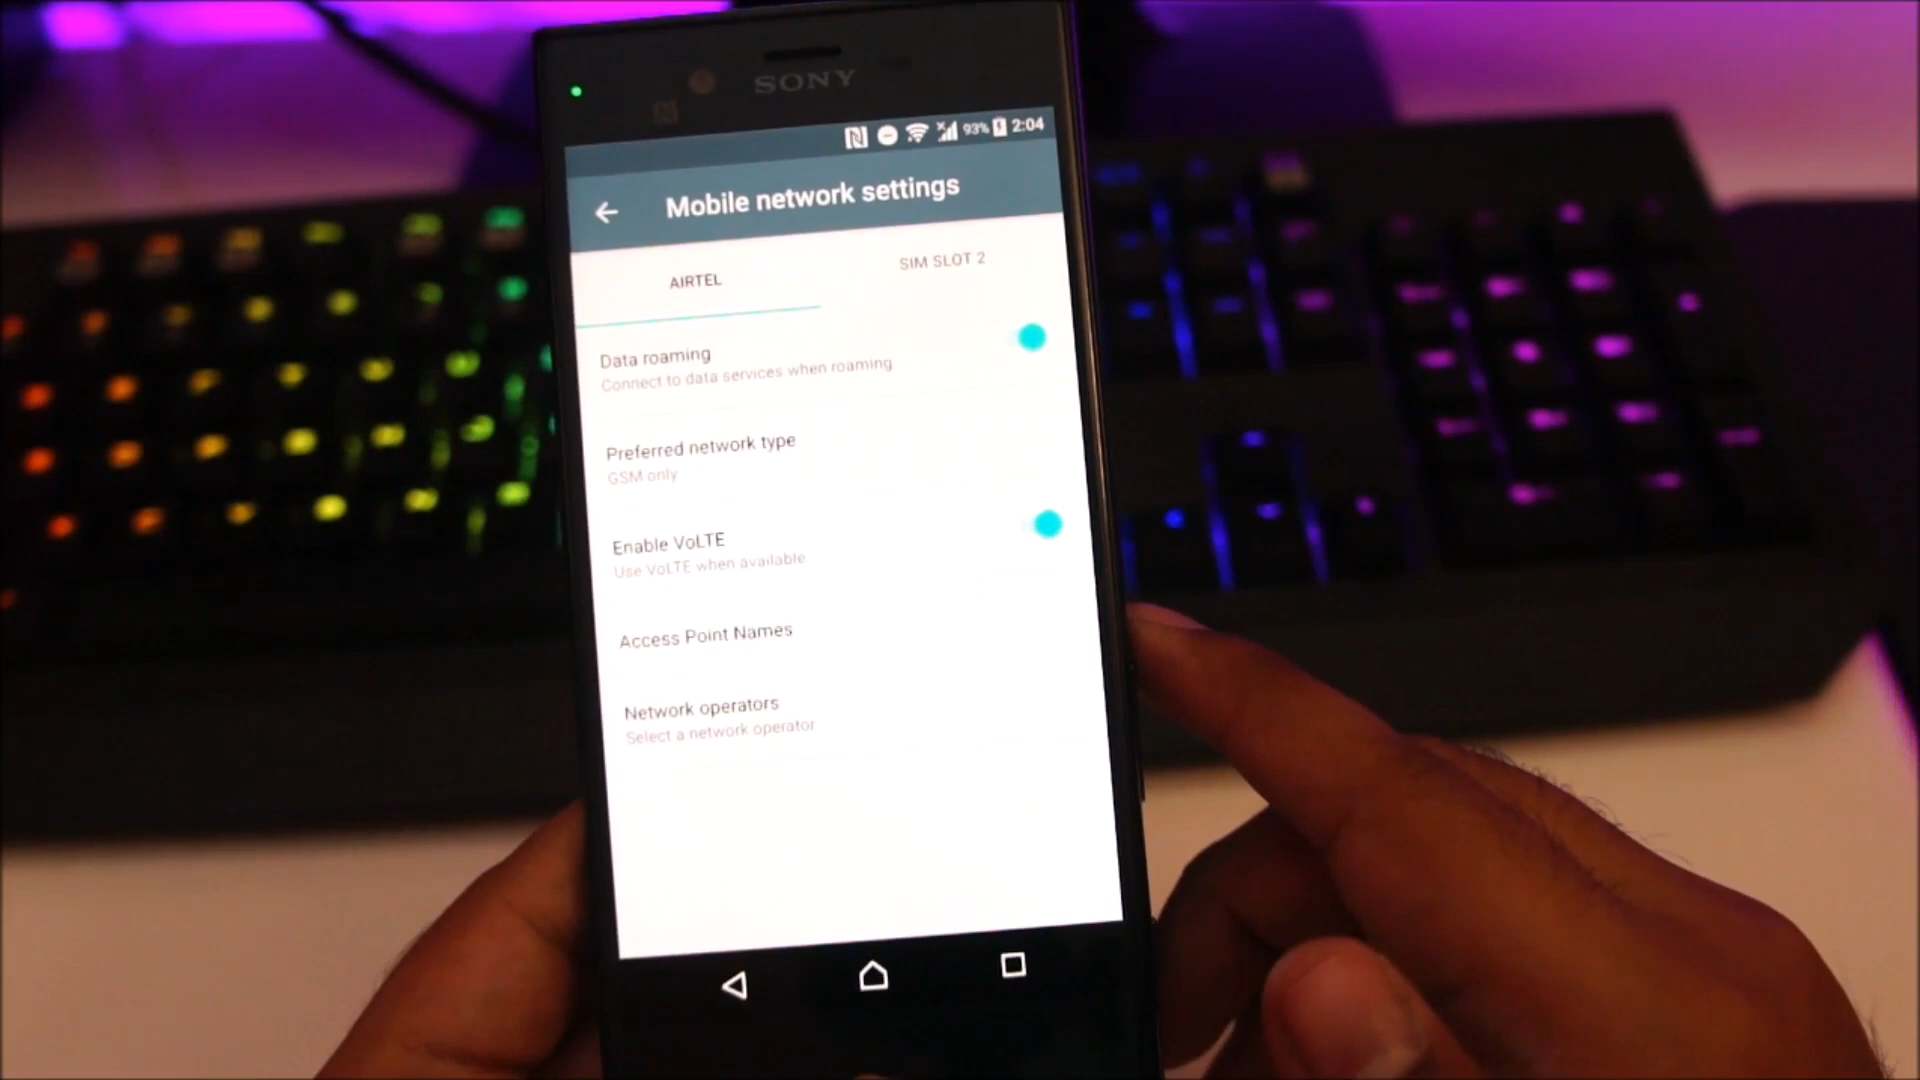 SONY
93% 2:04
Mobile network settings
AIRTEL
SIM SLOT 2
Data roaming
Connect to data services when roaming
Preferred network type
GSM only
Enable VoLTE
Use VoLTE when available
Access Point Names
Network operators
Select a network operator